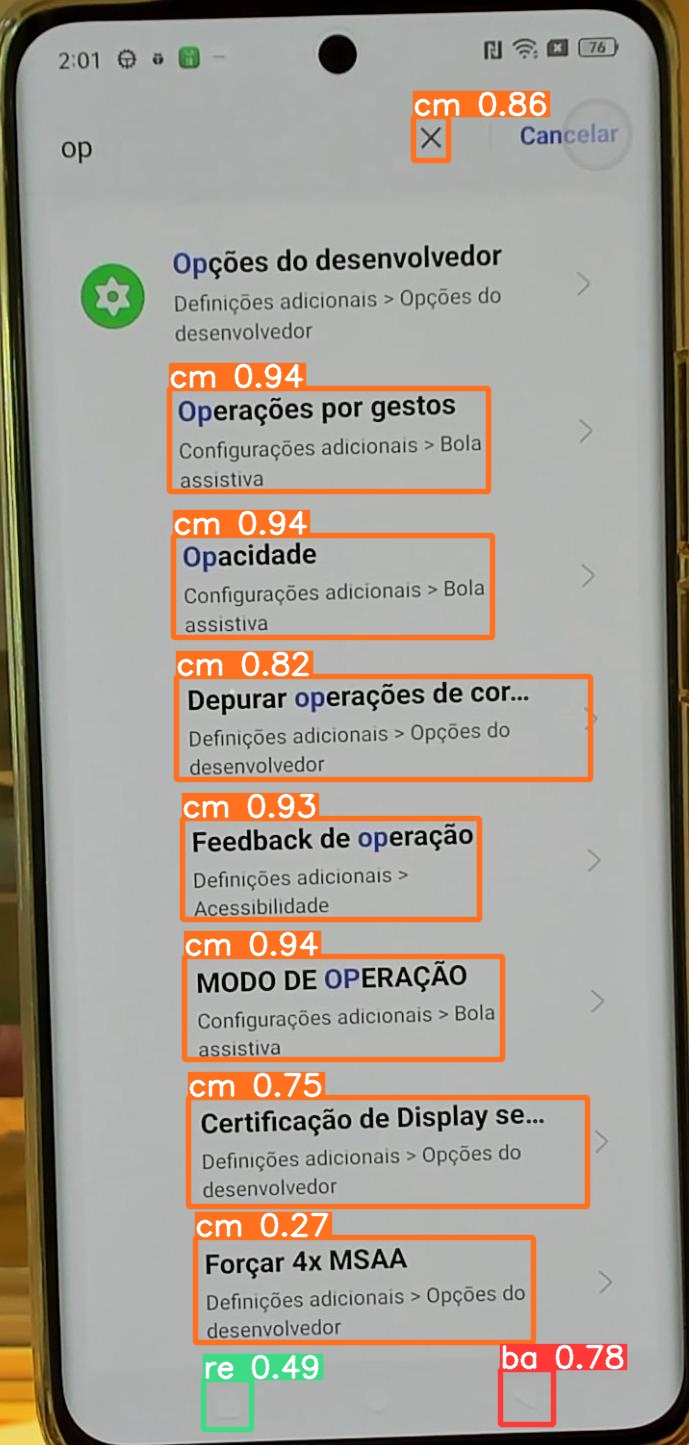 2:01
76
cm 0.86
op
Cancelar
Opções do desenvolvedor
Definições adicionais > Opções do
desenvolvedor
cm 0.94
Operações por gestos
Configurações adicionais > Bola
assistiva
cm 0.94
Opacidade
Configurações adicionais > Bola
assistiva
cm 0.82
Depurar operações de cor...
Definições adicionais > Opções do
desenvolvedor
cm 0.93
Feedback de operação
Definições adicionais >
Acessibilidade
cm 0.94
MODO DE OPERAÇÃO
Configurações adicionais > Bola
assistiva
cm 0.75
Certificação de Display se...
Definições adicionais > Opções do
desenvolvedor
cm 0.27
Forçar 4x MSAA
Definições adicionais > Opções do
desenvolvedor
re 0.49
ba 0.78